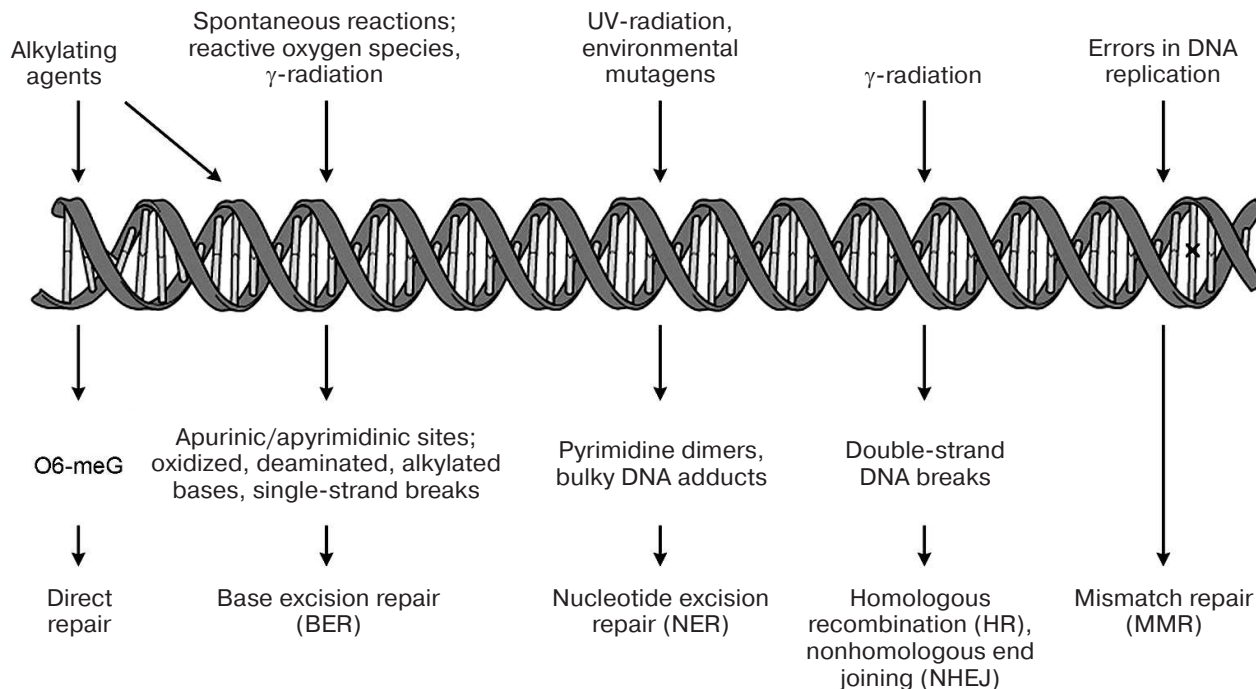 Alkylating
agents
Spontaneous reactions;
reactive oxygen species,
γ-radiation
UV-radiation,
environmental
mutagens
γ-radiation
Errors in DNA
replication
x
O6-meG
Apurinic/apyrimidinic sites;
oxidized, deaminated, alkylated
bases, single-strand breaks
Pyrimidine dimers,
bulky DNA adducts
Double-strand
DNA breaks
Direct
repair
Base excision repair
(BER)
Nucleotide excision
repair (NER)
Homologous
recombination (HR),
nonhomologous end
joining (NHEJ)
Mismatch repair
(MMR)